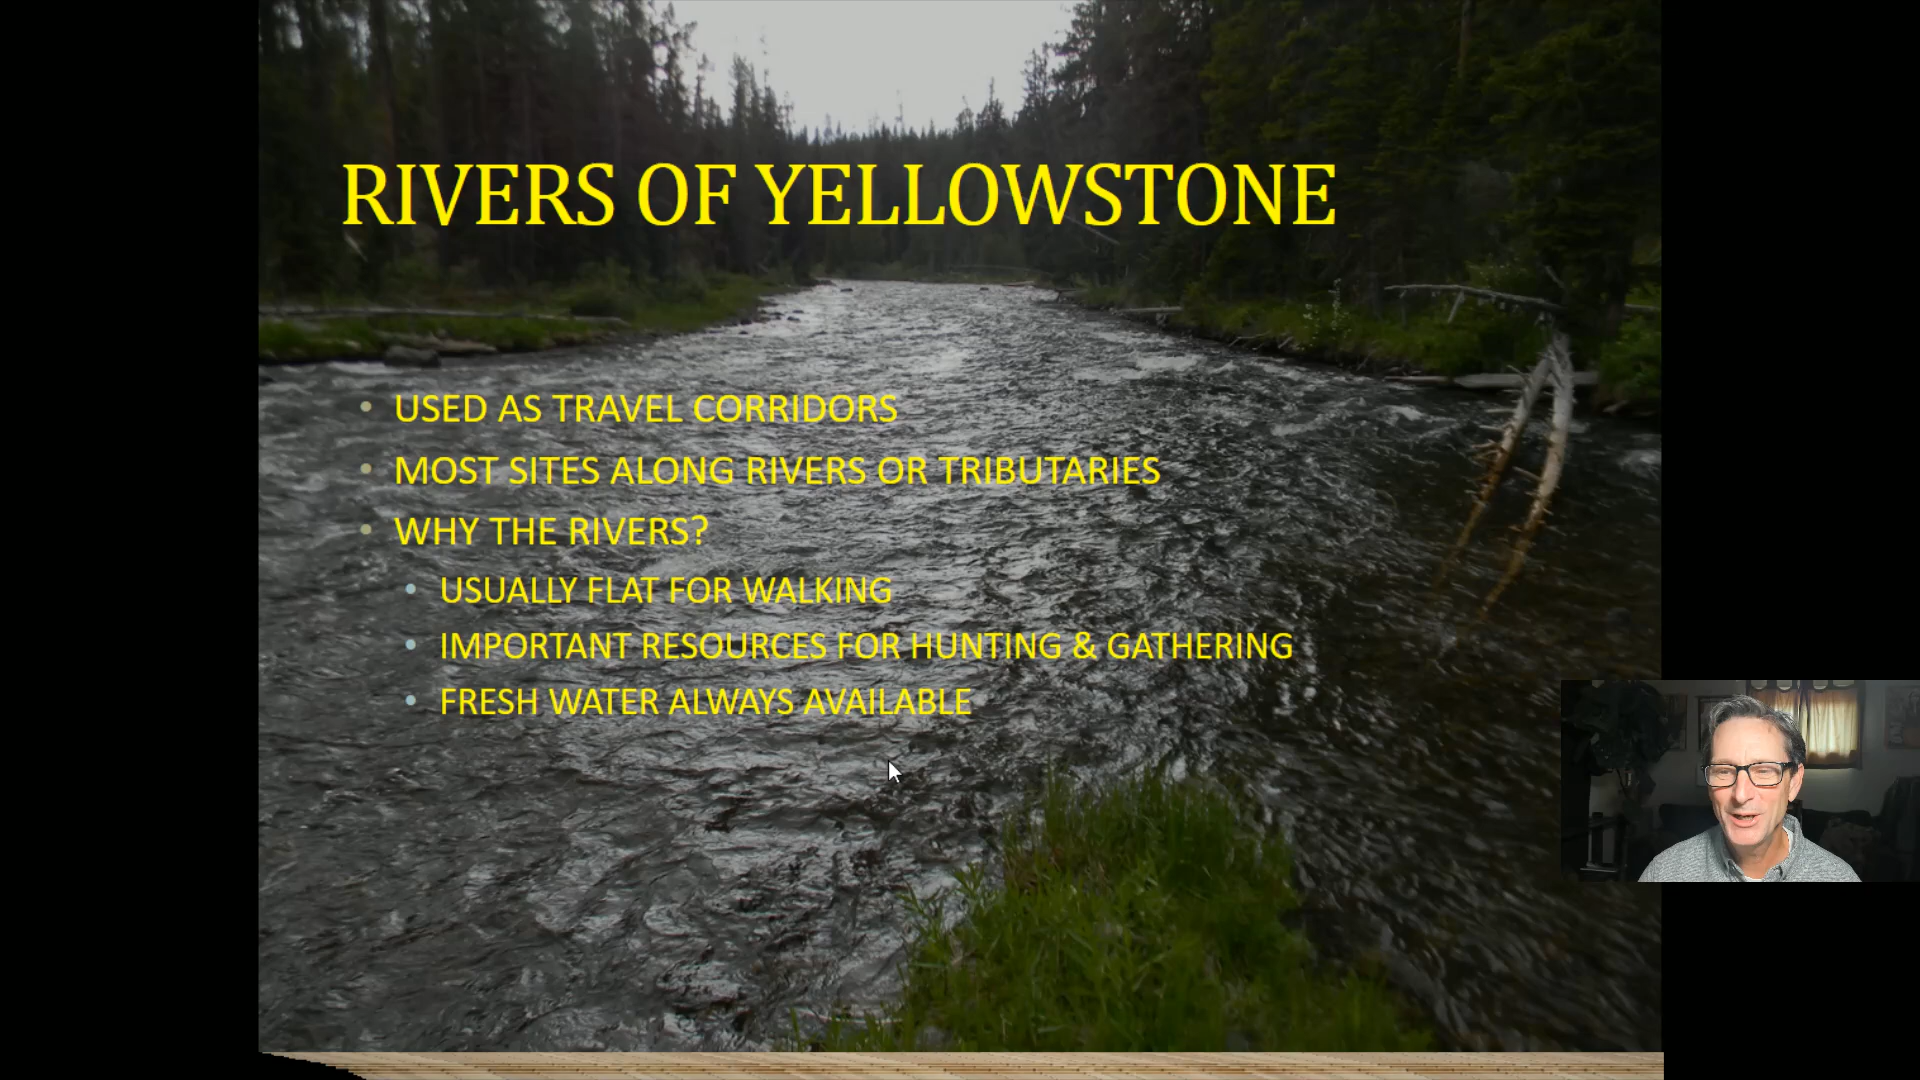 RIVERS OF YELLOWSTONE
• USED AS TRAVEL CORRIDORS
• MOST SITES ALONG RIVERS OR TRIBUTARIES
• WHY THE RIVERS?
• USUALLY FLAT FOR WALKING
• IMPORTANT RESOURCES FOR HUNTING & GATHERING
• FRESH WATER ALWAYS AVAILABLE